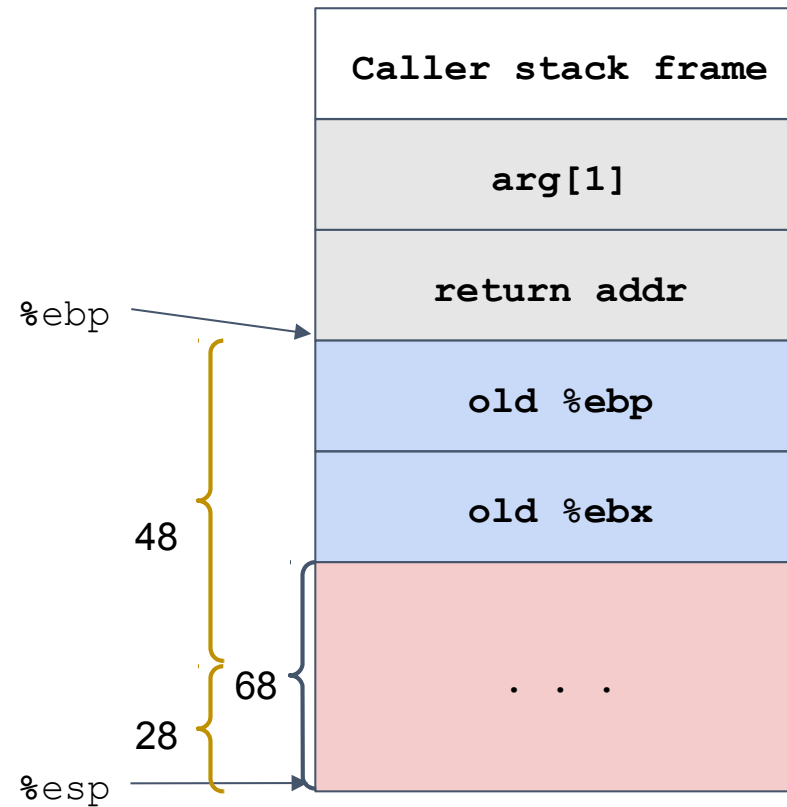 Caller stack frame
arg[1]
return addr
%ebp
old %ebp
old %ebx
48
68
. . .
28
%esp